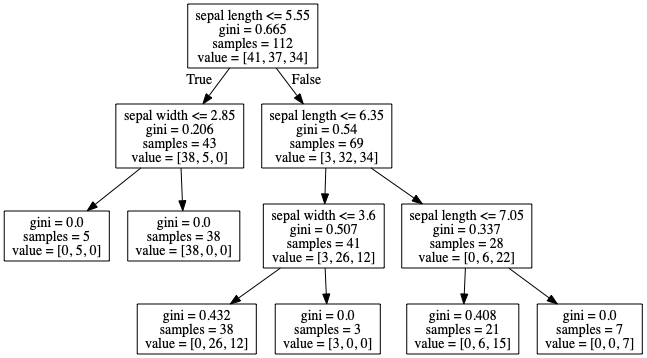 sepal length <= 5.55
gini = 0.665
samples = 112
value = [41, 37, 34]
True
False
sepal width <= 2.85
gini = 0.206
samples = 43
value = [38, 5, 0]
sepal length <= 6.35
gini = 0.54
samples = 69
value = [3, 32, 34]
gini = 0.0
samples = 5
value = [0, 5, 0]
gini = 0.0
samples = 38
value = [38, 0, 0]
sepal width <= 3.6
gini = 0.507
samples = 41
value = [3, 26, 12]
sepal length <= 7.05
gini = 0.337
samples = 28
value = [0, 6, 22]
gini = 0.432
samples = 38
value = [0, 26, 12]
gini = 0.0
samples = 3
value = [3, 0, 0]
gini = 0.408
samples = 21
value = [0, 6, 15]
gini = 0.0
samples = 7
value = [0, 0, 7]